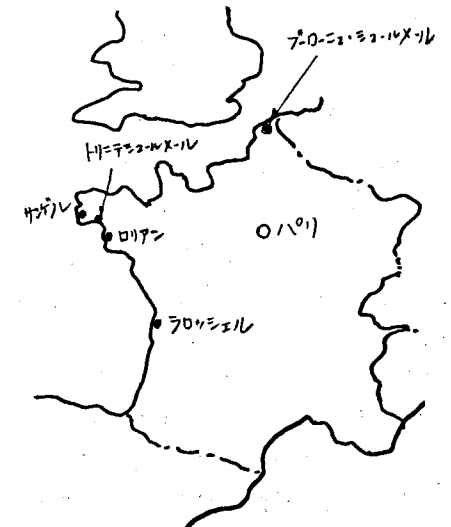 ブーローニュ・シュールメール
トリニテシュールメール
サンゲノル
ロリアン
パリ
ラロッシェル